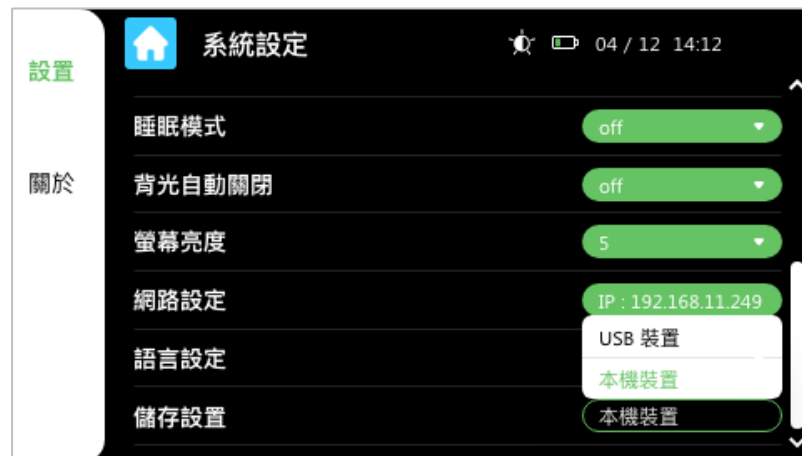 系統設定
04 / 12 14:12
設置
關於
睡眠模式 off
背光自動關閉 off
螢幕亮度 5
網路設定 IP : 192.168.11.249
USB 裝置
語言設定
本機裝置
儲存設置 本機裝置